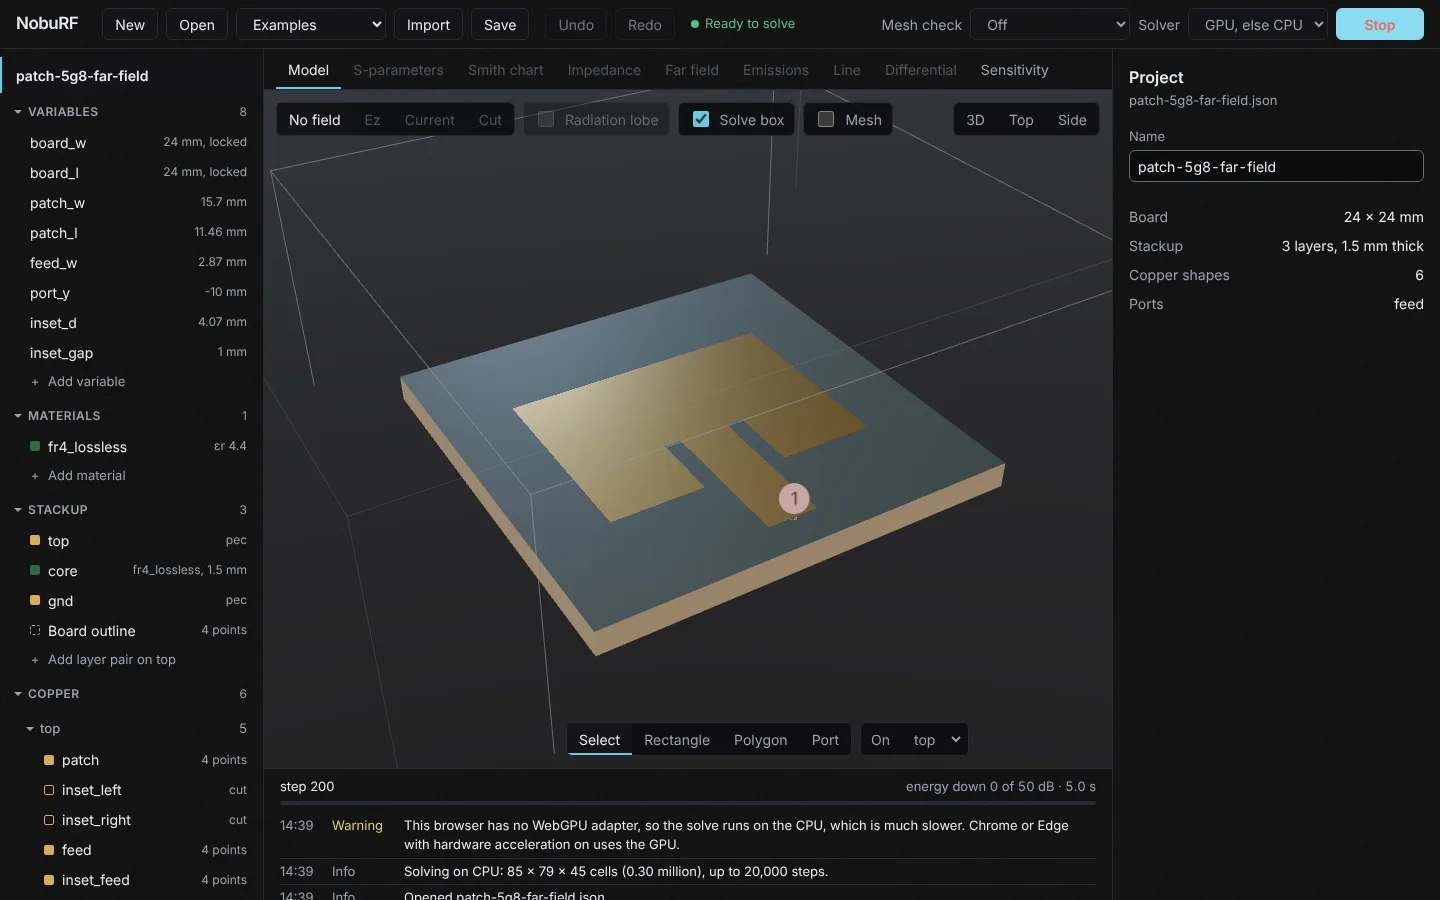 NobuRF New Open Examples Import Save Undo Redo Ready to solve Mesh check Off Solver GPU, else CPU Stop
patch-5g8-far-field
VARIABLES 8
board_w 24 mm, locked
board_l 24 mm, locked
patch_w 15.7 mm
patch_l 11.46 mm
feed_w 2.87 mm
port_y -10 mm
inset_d 4.07 mm
inset_gap 1 mm
+ Add variable
MATERIALS 1
fr4_lossless εr 4.4
+ Add material
STACKUP 3
top pec
core fr4_lossless, 1.5 mm
gnd pec
Board outline 4 points
+ Add layer pair on top
COPPER 6
top 5
patch 4 points
inset_left cut
inset_right cut
feed 4 points
inset_feed 4 points
Model S-parameters Smith chart Impedance Far field Emissions Line Differential Sensitivity
No field Ez Current Cut Radiation lobe Solve box Mesh 3D Top Side
1
Select Rectangle Polygon Port On top
step 200 energy down 0 of 50 dB · 5.0 s
14:39 Warning This browser has no WebGPU adapter, so the solve runs on the CPU, which is much slower. Chrome or Edge
with hardware acceleration on uses the GPU.
14:39 Info Solving on CPU: 85 × 79 × 45 cells (0.30 million), up to 20,000 steps.
14:39 Info Opened patch-5g8-far-field.json
Project
patch-5g8-far-field.json
Name
patch-5g8-far-field
Board 24 × 24 mm
Stackup 3 layers, 1.5 mm thick
Copper shapes 6
Ports feed